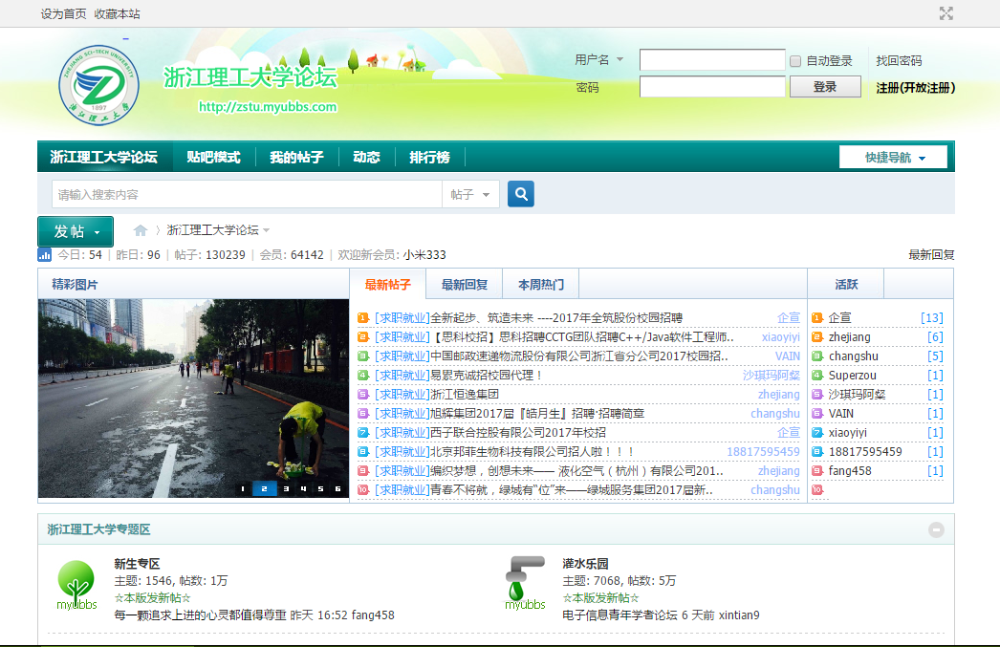 设为首页 收藏本站
ZHEJIANG SCI-TECH UNIVERSITY
1897
浙江理工大学
浙江理工大学论坛
http://zstu.myubbs.com
用户名 自动登录 找回密码
密码 登录 注册(开放注册)
浙江理工大学论坛 贴吧模式 我的帖子 动态 排行榜 快捷导航
请输入搜索内容 帖子
发帖 浙江理工大学论坛
今日: 54 | 昨日: 96 | 帖子: 130239 | 会员: 64142 | 欢迎新会员: 小米333 最新回复
精彩图片 最新帖子 最新回复 本周热门 活跃
1 [求职就业]全新起步、筑造未来 ----2017年全筑股份校园招聘 企宣 1 企宣 [13]
2 [求职就业]【思科校招】思科招聘CCTG团队招聘C++/Java软件工程师.. xiaoyiyi 2 zhejiang [6]
3 [求职就业]中国邮政速递物流股份有限公司浙江省分公司2017校园招.. VAIN 3 changshu [5]
4 [求职就业]易累克诚招校园代理！ 沙琪玛阿粲 4 Superzou [1]
5 [求职就业]浙江恒逸集团 zhejiang 5 沙琪玛阿粲 [1]
6 [求职就业]旭辉集团2017届『皓月生』招聘·招聘简章 changshu 6 VAIN [1]
7 [求职就业]西子联合控股有限公司2017年校招 企宣 7 xiaoyiyi [1]
8 [求职就业]北京邦菲生物科技有限公司招人啦！！！ 18817595459 8 18817595459 [1]
9 [求职就业]编织梦想，创想未来—— 液化空气（杭州）有限公司201.. zhejiang 9 fang458 [1]
10 [求职就业]青春不将就，绿城有“位”来——绿城服务集团2017届新.. changshu 10
1 2 3 4 5 6
浙江理工大学专题区
新生专区
主题: 1546, 帖数: 1万
☆本版发新帖☆
每一颗追求上进的心灵都值得尊重 昨天 16:52 fang458
myubbs
灌水乐园
主题: 7068, 帖数: 5万
☆本版发新帖☆
电子信息青年学者论坛 6 天前 xintian9
myubbs